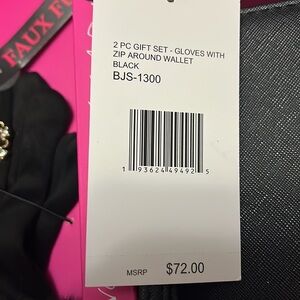 FAUX F
2 PC GIFT SET - GLOVES WITH
ZIP AROUND WALLET
BLACK
BJS-1300
1 93624 49492 5
MSRP $72.00